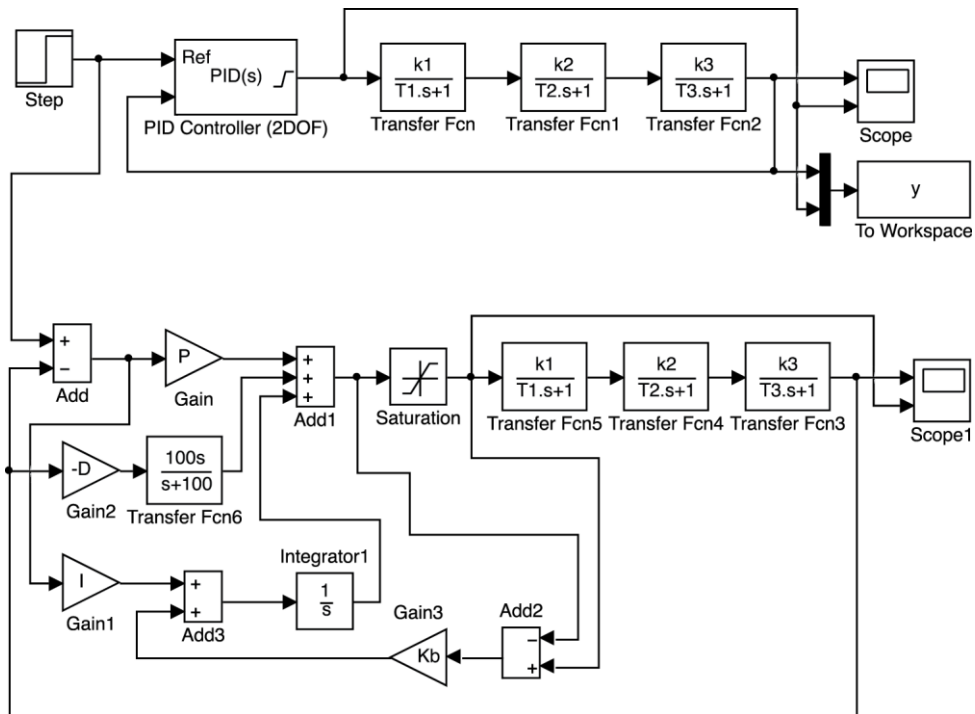 Step
Ref
PID(s)
PID Controller (2DOF)
k1
T1.s+1
Transfer Fcn
k2
T2.s+1
Transfer Fcn1
k3
T3.s+1
Transfer Fcn2
Scope
y
To Workspace
+
−
Add
P
Gain
+
+
+
Add1
Saturation
k1
T1.s+1
Transfer Fcn5
k2
T2.s+1
Transfer Fcn4
k3
T3.s+1
Transfer Fcn3
Scope1
-D
Gain2
100s
s+100
Transfer Fcn6
I
Gain1
+
+
Add3
Integrator1
1
s
Gain3
Kb
Add2
−
+